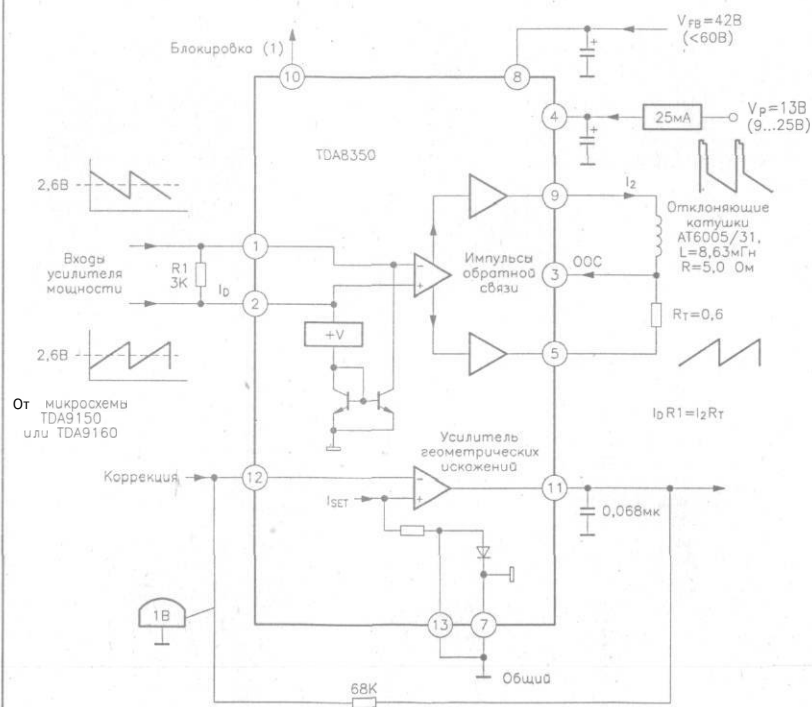 Блокировка (1)
10
8
V_FB=42В
(<60В)
4
25мА
V_P=13В
(9...25В)
TDA8350
2,6В
9
I_2
Отклоняющие
катушки
AT6005/31,
L=8,63мГн
R=5,0 Ом
Входы
усилителя
мощности
R1
3K
1
I_D
2
−
+
Импульсы
обратной
связи
3
ООС
R_T=0,6
+V
5
2,6В
От микросхемы
TDA9150
или TDA9160
I_D R1=I_2 R_T
Усилитель
геометрических
искажений
Коррекция
12
−
+
I_SET
11
0,068мк
1В
13
7
Общий
68K